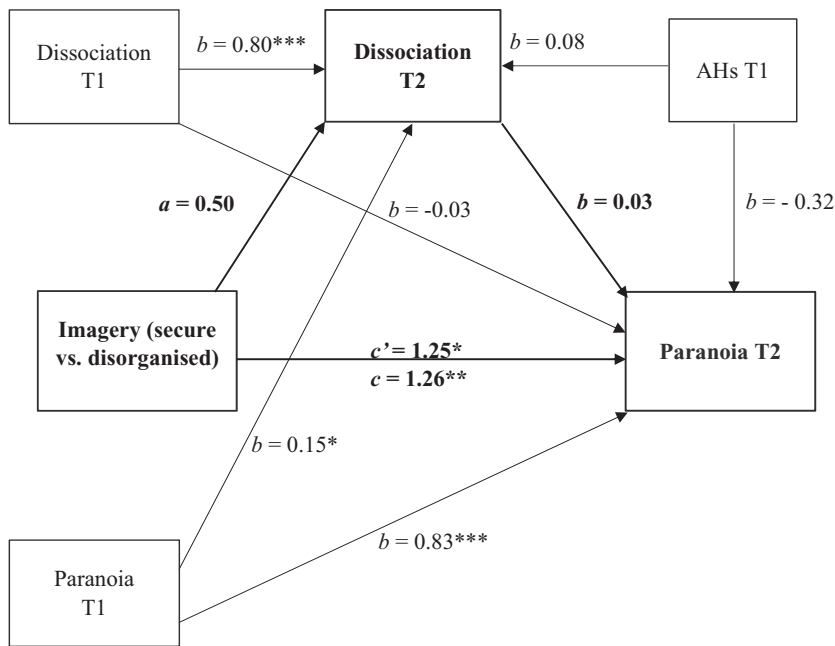 Dissociation
T1
b = 0.80***
Dissociation
T2
b = 0.08
AHs T1
a = 0.50
b = -0.03
b = 0.03
b = - 0.32
Imagery (secure
vs. disorganised)
c’ = 1.25*
c = 1.26**
Paranoia T2
b = 0.15*
b = 0.83***
Paranoia
T1